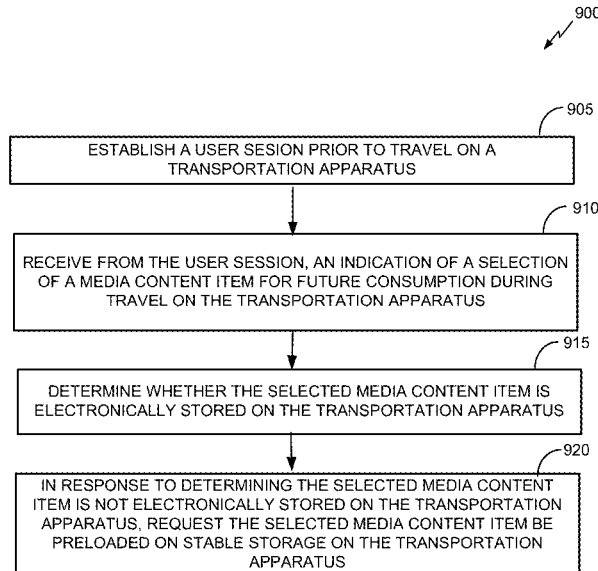 900
905
ESTABLISH A USER SESION PRIOR TO TRAVEL ON A
TRANSPORTATION APPARATUS
910
RECEIVE FROM THE USER SESSION, AN INDICATION OF A SELECTION
OF A MEDIA CONTENT ITEM FOR FUTURE CONSUMPTION DURING
TRAVEL ON THE TRANSPORTATION APPARATUS
915
DETERMINE WHETHER THE SELECTED MEDIA CONTENT ITEM IS
ELECTRONICALLY STORED ON THE TRANSPORTATION APPARATUS
920
IN RESPONSE TO DETERMINING THE SELECTED MEDIA CONTENT
ITEM IS NOT ELECTRONICALLY STORED ON THE TRANSPORTATION
APPARATUS, REQUEST THE SELECTED MEDIA CONTENT ITEM BE
PRELOADED ON STABLE STORAGE ON THE TRANSPORTATION
APPARATUS